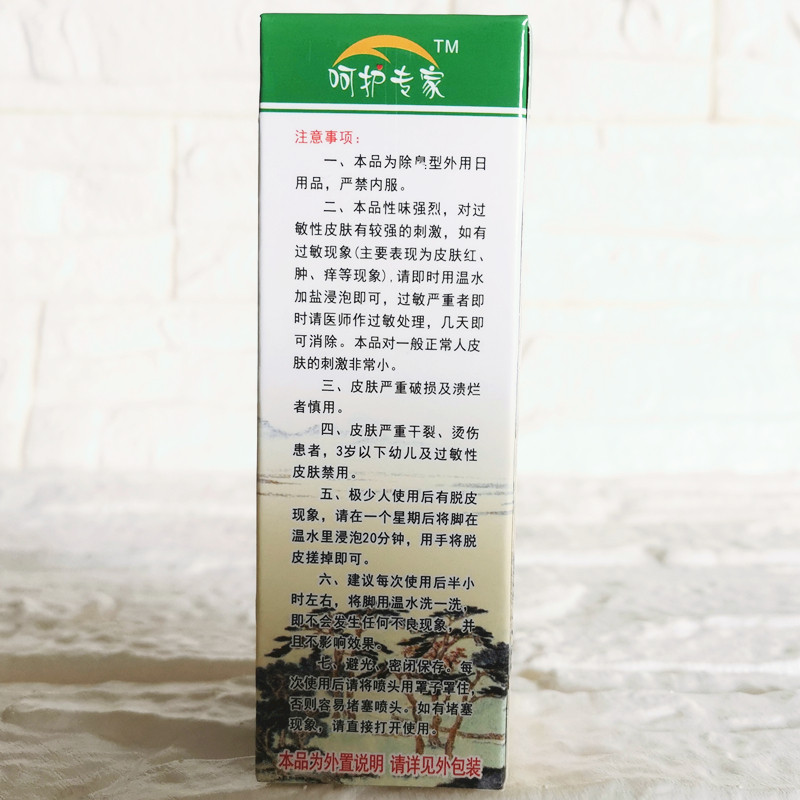 TM
呵护专家
注意事项：
一、本品为除臭型外用日
用品，严禁内服。
二、本品性味强烈，对过
敏性皮肤有较强的刺激，如有
过敏现象(主要表现为皮肤红、
肿、痒等现象),请即时用温水
加盐浸泡即可，过敏严重者即
时请医师作过敏处理，几天即
可消除。本品对一般正常人皮
肤的刺激非常小。
三、皮肤严重破损及溃烂
者慎用。
四、皮肤严重干裂、烫伤
患者，3岁以下幼儿及过敏性
皮肤禁用。
五、极少人使用后有脱皮
现象，请在一个星期后将脚在
温水里浸泡20分钟，用手将脱
皮搓掉即可。
六、建议每次使用后半小
时左右，将脚用温水洗一洗，
即不会发生任何不良现象，并
且不影响效果。
七、避光、密闭保存。每
次使用后请将喷头用罩子罩住，
否则容易堵塞喷头。如有堵塞
现象，请直接打开使用。
本品为外置说明 请详见外包装